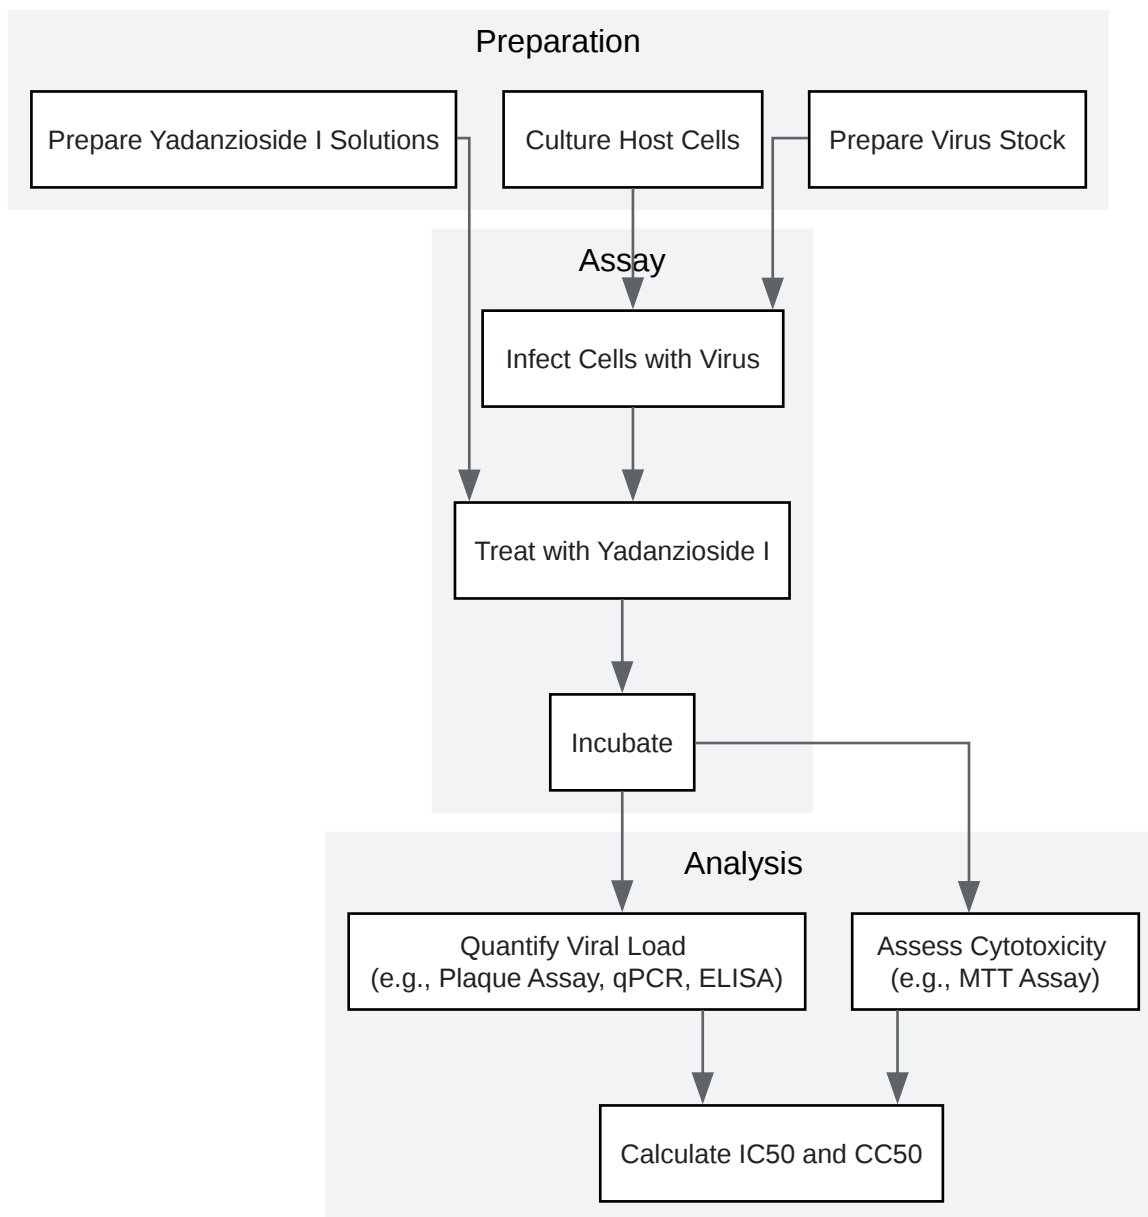 Preparation
Prepare Yadanzioside I Solutions
Culture Host Cells
Prepare Virus Stock
Assay
Infect Cells with Virus
Treat with Yadanzioside I
Incubate
Analysis
Quantify Viral Load
(e.g., Plaque Assay, qPCR, ELISA)
Assess Cytotoxicity
(e.g., MTT Assay)
Calculate IC50 and CC50